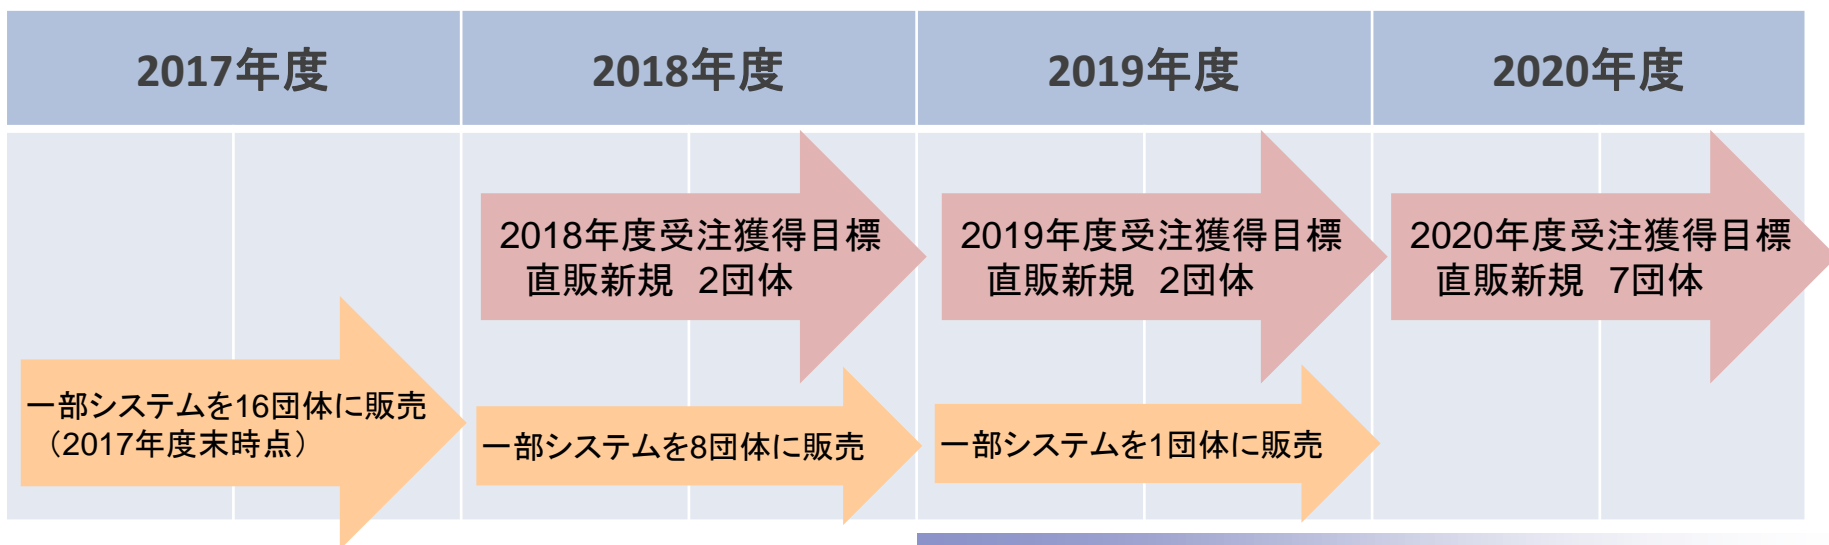 2017年度
2018年度
2019年度
2020年度
2018年度受注獲得目標
直販新規　2団体
2019年度受注獲得目標
直販新規　2団体
2020年度受注獲得目標
直販新規　7団体
一部システムを16団体に販売
（2017年度末時点）
一部システムを8団体に販売
一部システムを1団体に販売